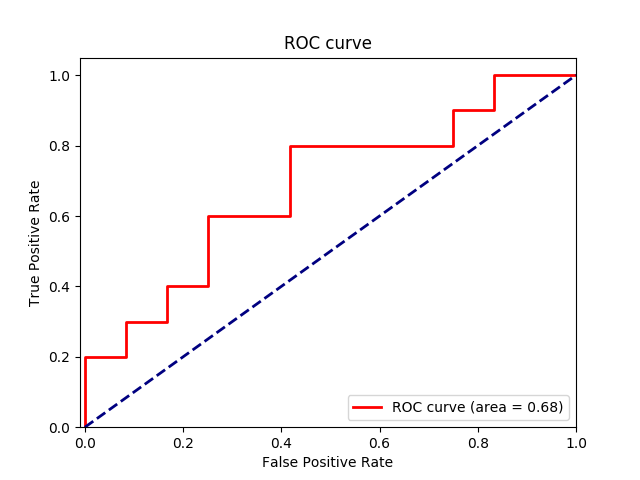 ROC curve
True Positive Rate
1.0
0.8
0.6
0.4
0.2
0.0
ROC curve (area = 0.68)
0.0 0.2 0.4 0.6 0.8 1.0
False Positive Rate